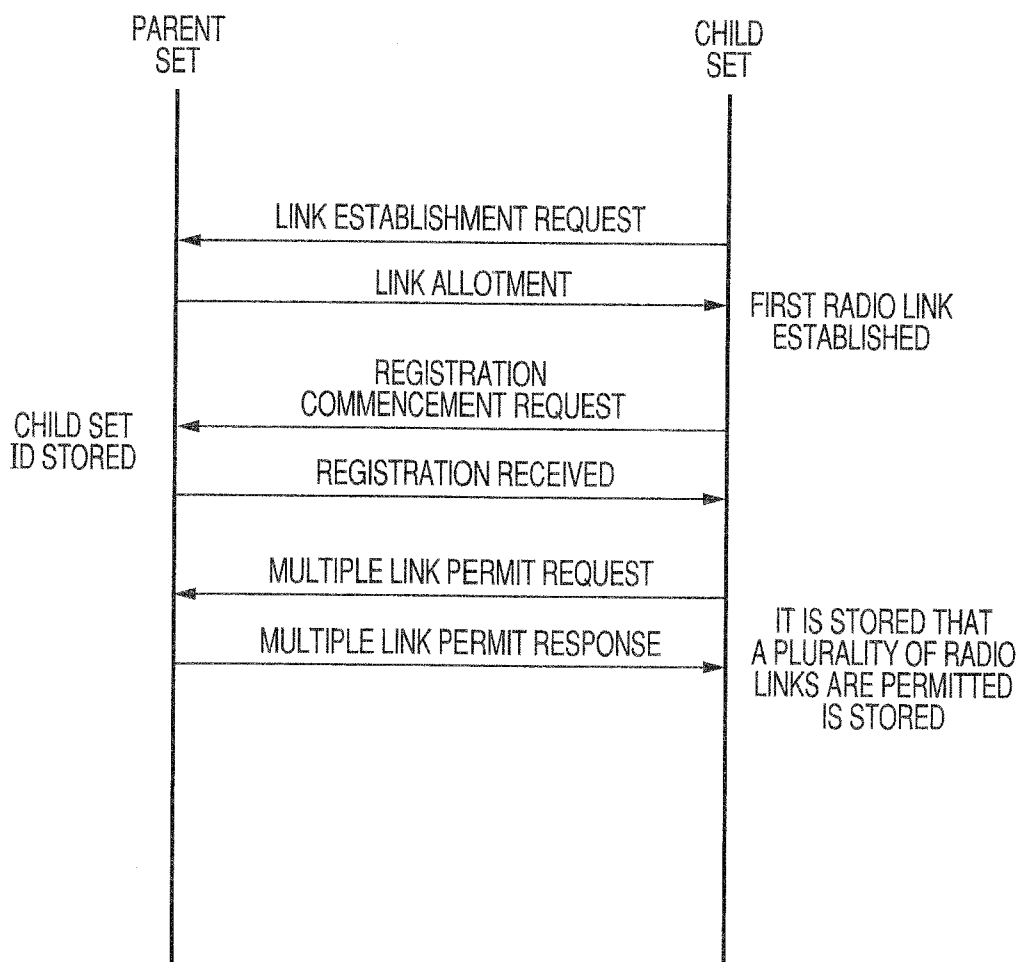 PARENT
SET
CHILD
SET
LINK ESTABLISHMENT REQUEST
LINK ALLOTMENT
FIRST RADIO LINK
ESTABLISHED
REGISTRATION
COMMENCEMENT REQUEST
CHILD SET
ID STORED
REGISTRATION RECEIVED
MULTIPLE LINK PERMIT REQUEST
MULTIPLE LINK PERMIT RESPONSE
IT IS STORED THAT
A PLURALITY OF RADIO
LINKS ARE PERMITTED
IS STORED